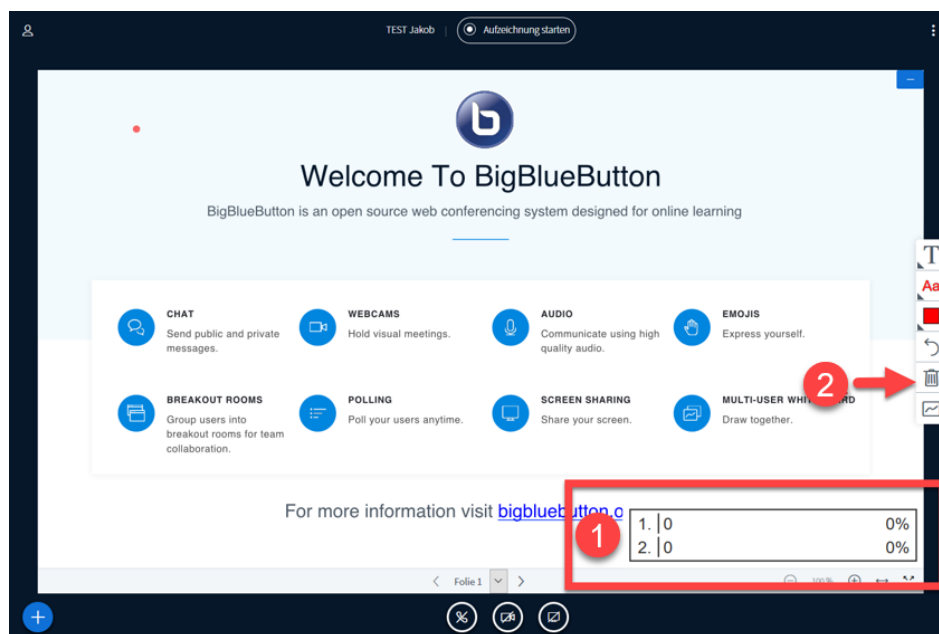 TEST Jakob | Aufzeichnung starten
Welcome To BigBlueButton
BigBlueButton is an open source web conferencing system designed for online learning
CHAT
Send public and private
messages.
WEBCAMS
Hold visual meetings.
AUDIO
Communicate using high
quality audio.
EMOJIS
Express yourself.
BREAKOUT ROOMS
Group users into
breakout rooms for team
collaboration.
POLLING
Poll your users anytime.
SCREEN SHARING
Share your screen.
MULTI-USER
Draw together.
T
Aa
2
For more information visit bigbluebutton.o
1
1. 0 0%
2. 0 0%
Folie 1
100%